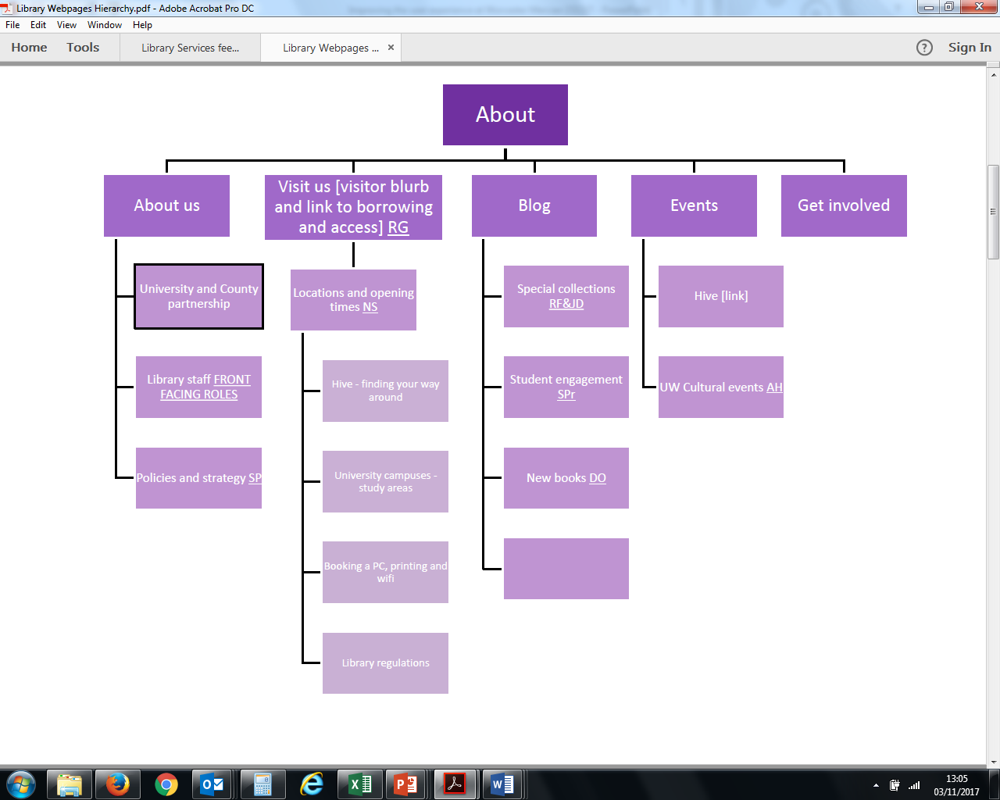 Library Webpages Hierarchy.pdf - Adobe Acrobat Pro DC
File Edit View Window Help
Home Tools Library Services fee... Library Webpages ... Sign In
About
About us
Visit us [visitor blurb
and link to borrowing
and access] RG
Blog
Events
Get involved
University and County
partnership
Library staff FRONT
FACING ROLES
Policies and strategy SP
Locations and opening
times NS
Hive - finding your way
around
University campuses -
study areas
Booking a PC, printing and
wifi
Library regulations
Special collections
RF&JD
Student engagement
SPr
New books DO
Hive [link]
UW Cultural events AH
13:05
03/11/2017